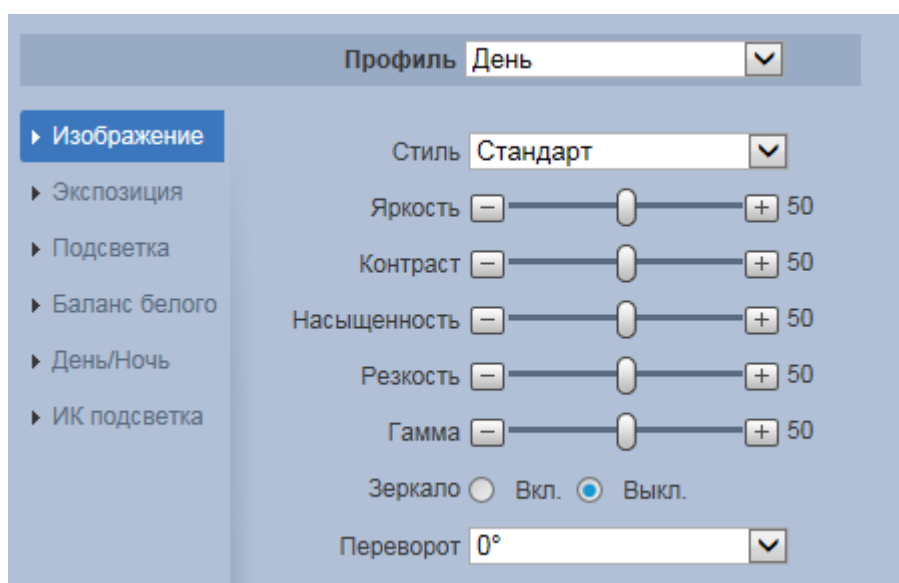 Профиль День
Изображение
Стиль Стандарт
Экспозиция
Яркость − + 50
Подсветка
Контраст − + 50
Баланс белого
Насыщенность − + 50
День/Ночь
Резкость − + 50
ИК подсветка
Гамма − + 50
Зеркало Вкл. Выкл.
Переворот 0°